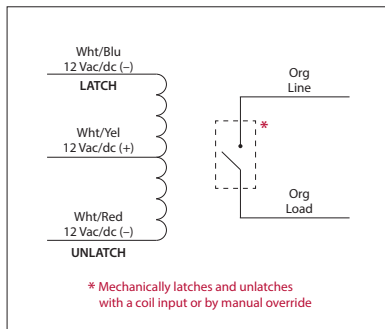 Wht/Blu
12 Vac/dc (–)
LATCH
Wht/Yel
12 Vac/dc (+)
Wht/Red
12 Vac/dc (–)
UNLATCH
Org
Line
*
Org
Load
* Mechanically latches and unlatches
with a coil input or by manual override